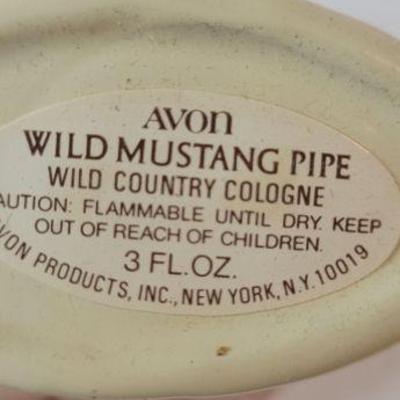 AVON
WILD MUSTANG PIPE
WILD COUNTRY COLOGNE
AUTION: FLAMMABLE UNTIL DRY. KEEP
OUT OF REACH OF CHILDREN.
3 FL.OZ.
VON PRODUCTS, INC., NEW YORK, N.Y. 10019